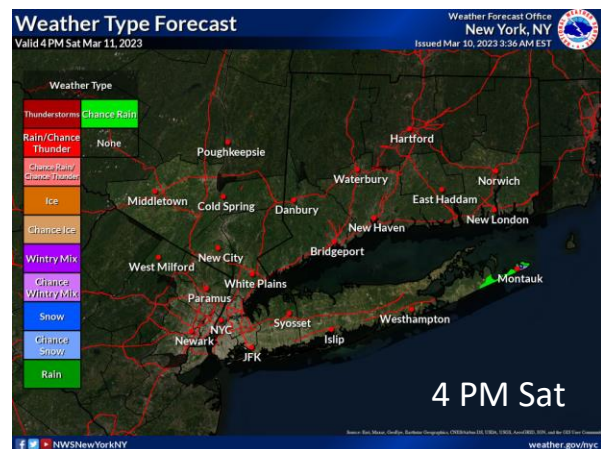 Weather Type Forecast
Valid 4 PM Sat Mar 11, 2023
Weather Forecast Office
New York, NY
Issued Mar 10, 2023 3:36 AM EST
Weather Type
Thunderstorms
Chance Rain
Rain/Chance
Thunder
None
Chance Rain/
Chance Thunder
Ice
Chance Ice
Wintry Mix
Chance
Wintry Mix
Snow
Chance
Snow
Rain
Hartford
Poughkeepsie
Waterbury
Norwich
Middletown
Cold Spring
Danbury
East Haddam
New London
New Haven
Bridgeport
New City
West Milford
White Plains
Montauk
Paramus
NYC
Syosset
Westhampton
Newark
Islip
JFK
4 PM Sat
NWSNewYorkNY
weather.gov/nyc